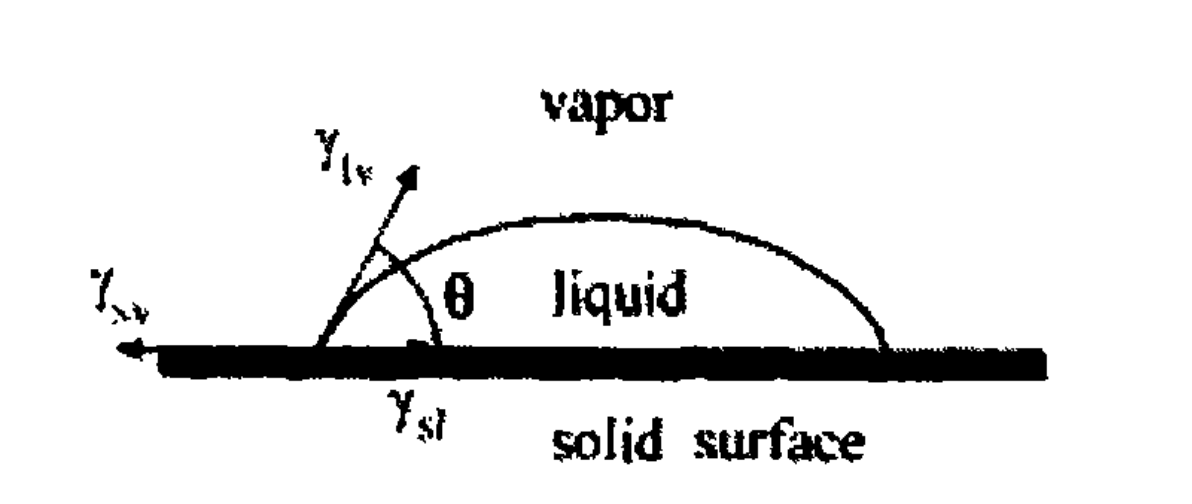 vapor
γlv
γsv
θ
liquid
γsl
solid surface